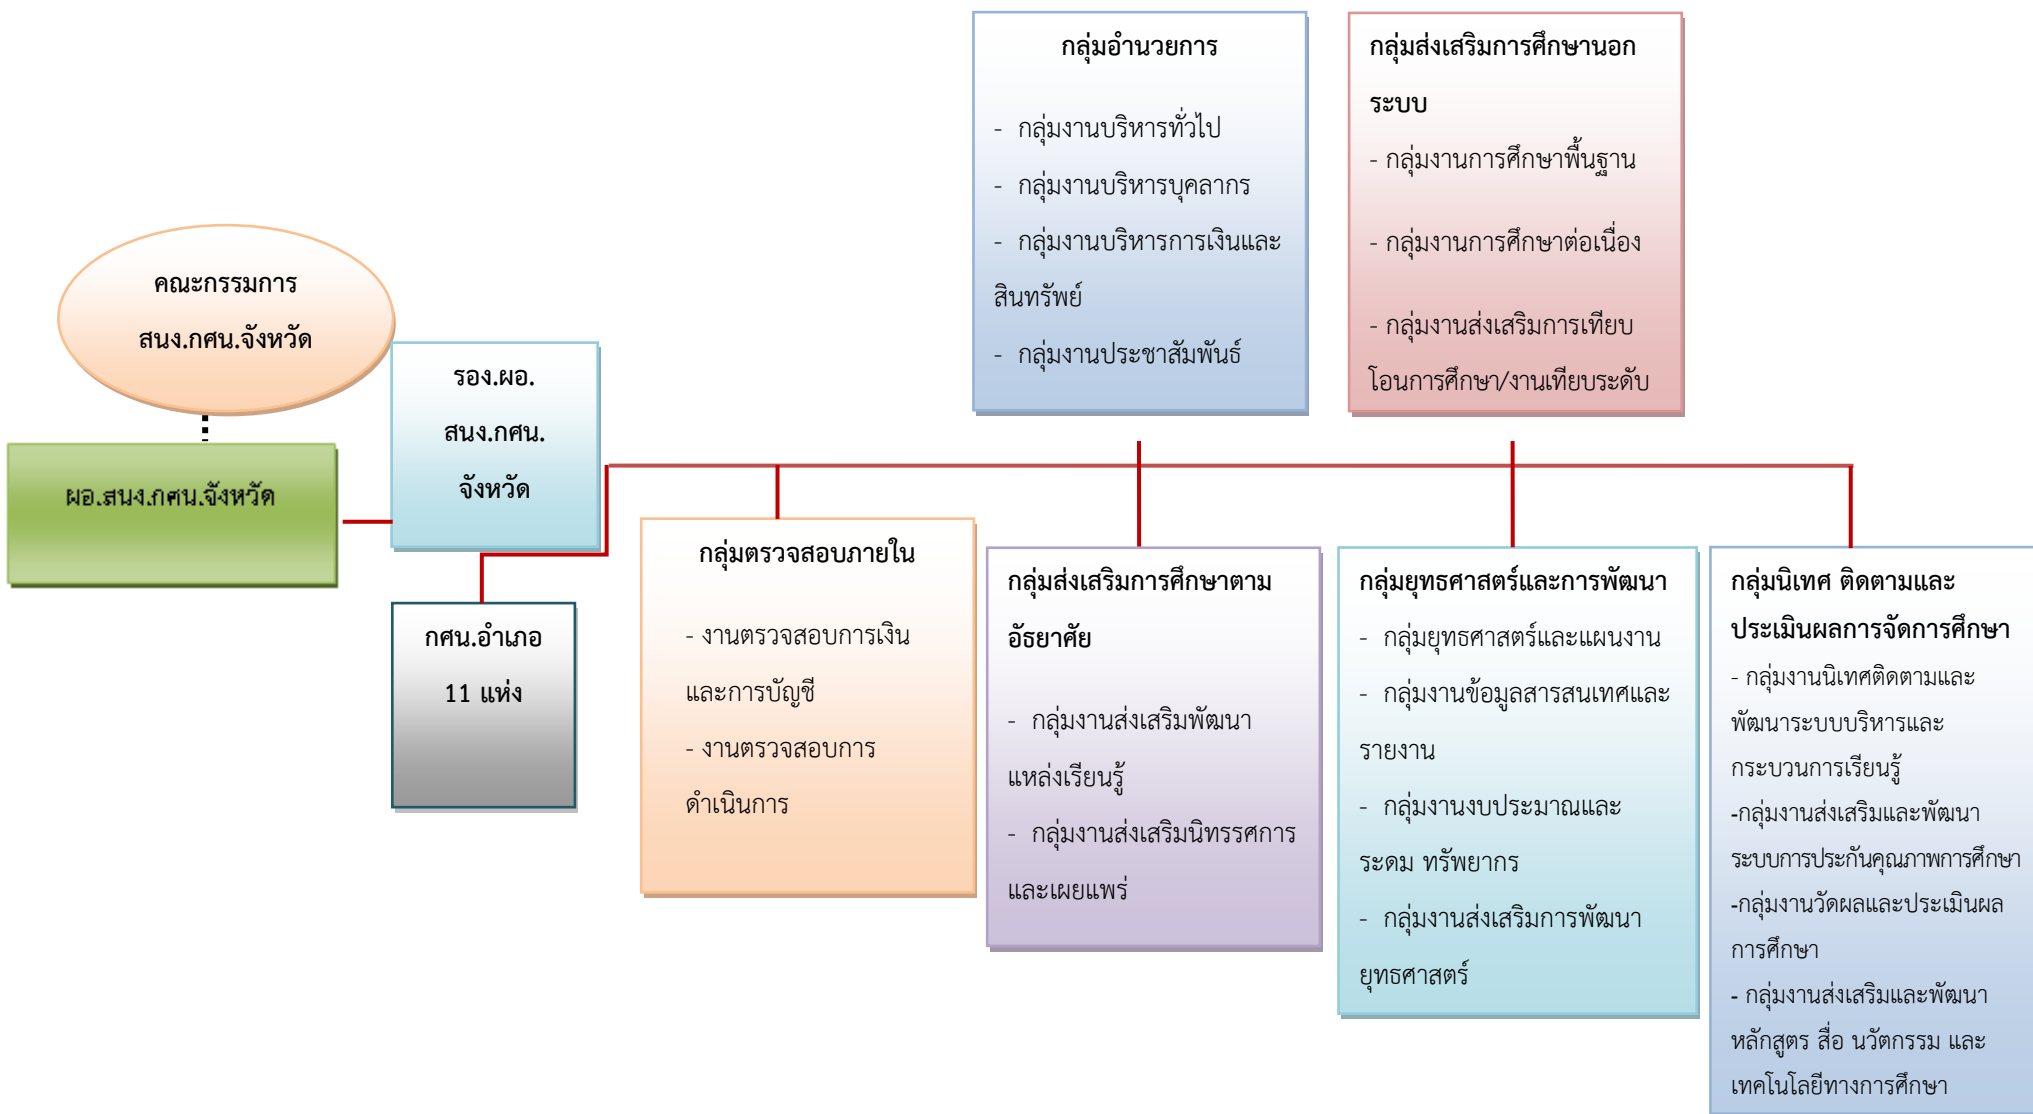 กลุ่มอำนวยการ
- กลุ่มงานบริหารทั่วไป
- กลุ่มงานบริหารบุคลากร
- กลุ่มงานบริหารการเงินและ
สินทรัพย์
- กลุ่มงานประชาสัมพันธ์
กลุ่มส่งเสริมการศึกษานอก
ระบบ
- กลุ่มงานการศึกษาพื้นฐาน
- กลุ่มงานการศึกษาต่อเนื่อง
- กลุ่มงานส่งเสริมการเทียบ
โอนการศึกษา/งานเทียบระดับ
คณะกรรมการ
สนง.กศน.จังหวัด
รอง.ผอ.
สนง.กศน.
จังหวัด
ผอ.สนง.กศน.จังหวัด
กศน.อำเภอ
11 แห่ง
กลุ่มตรวจสอบภายใน
- งานตรวจสอบการเงิน
และการบัญชี
- งานตรวจสอบการ
ดำเนินการ
กลุ่มส่งเสริมการศึกษาตาม
อัธยาศัย
- กลุ่มงานส่งเสริมพัฒนา
แหล่งเรียนรู้
- กลุ่มงานส่งเสริมนิทรรศการ
และเผยแพร่
กลุ่มยุทธศาสตร์และการพัฒนา
- กลุ่มยุทธศาสตร์และแผนงาน
- กลุ่มงานข้อมูลสารสนเทศและ
รายงาน
- กลุ่มงานงบประมาณและ
ระดม ทรัพยากร
- กลุ่มงานส่งเสริมการพัฒนา
ยุทธศาสตร์
กลุ่มนิเทศ ติดตามและ
ประเมินผลการจัดการศึกษา
- กลุ่มงานนิเทศติดตามและ
พัฒนาระบบบริหารและ
กระบวนการเรียนรู้
-กลุ่มงานส่งเสริมและพัฒนา
ระบบการประกันคุณภาพการศึกษา
-กลุ่มงานวัดผลและประเมินผล
การศึกษา
- กลุ่มงานส่งเสริมและพัฒนา
หลักสูตร สื่อ นวัตกรรม และ
เทคโนโลยีทางการศึกษา